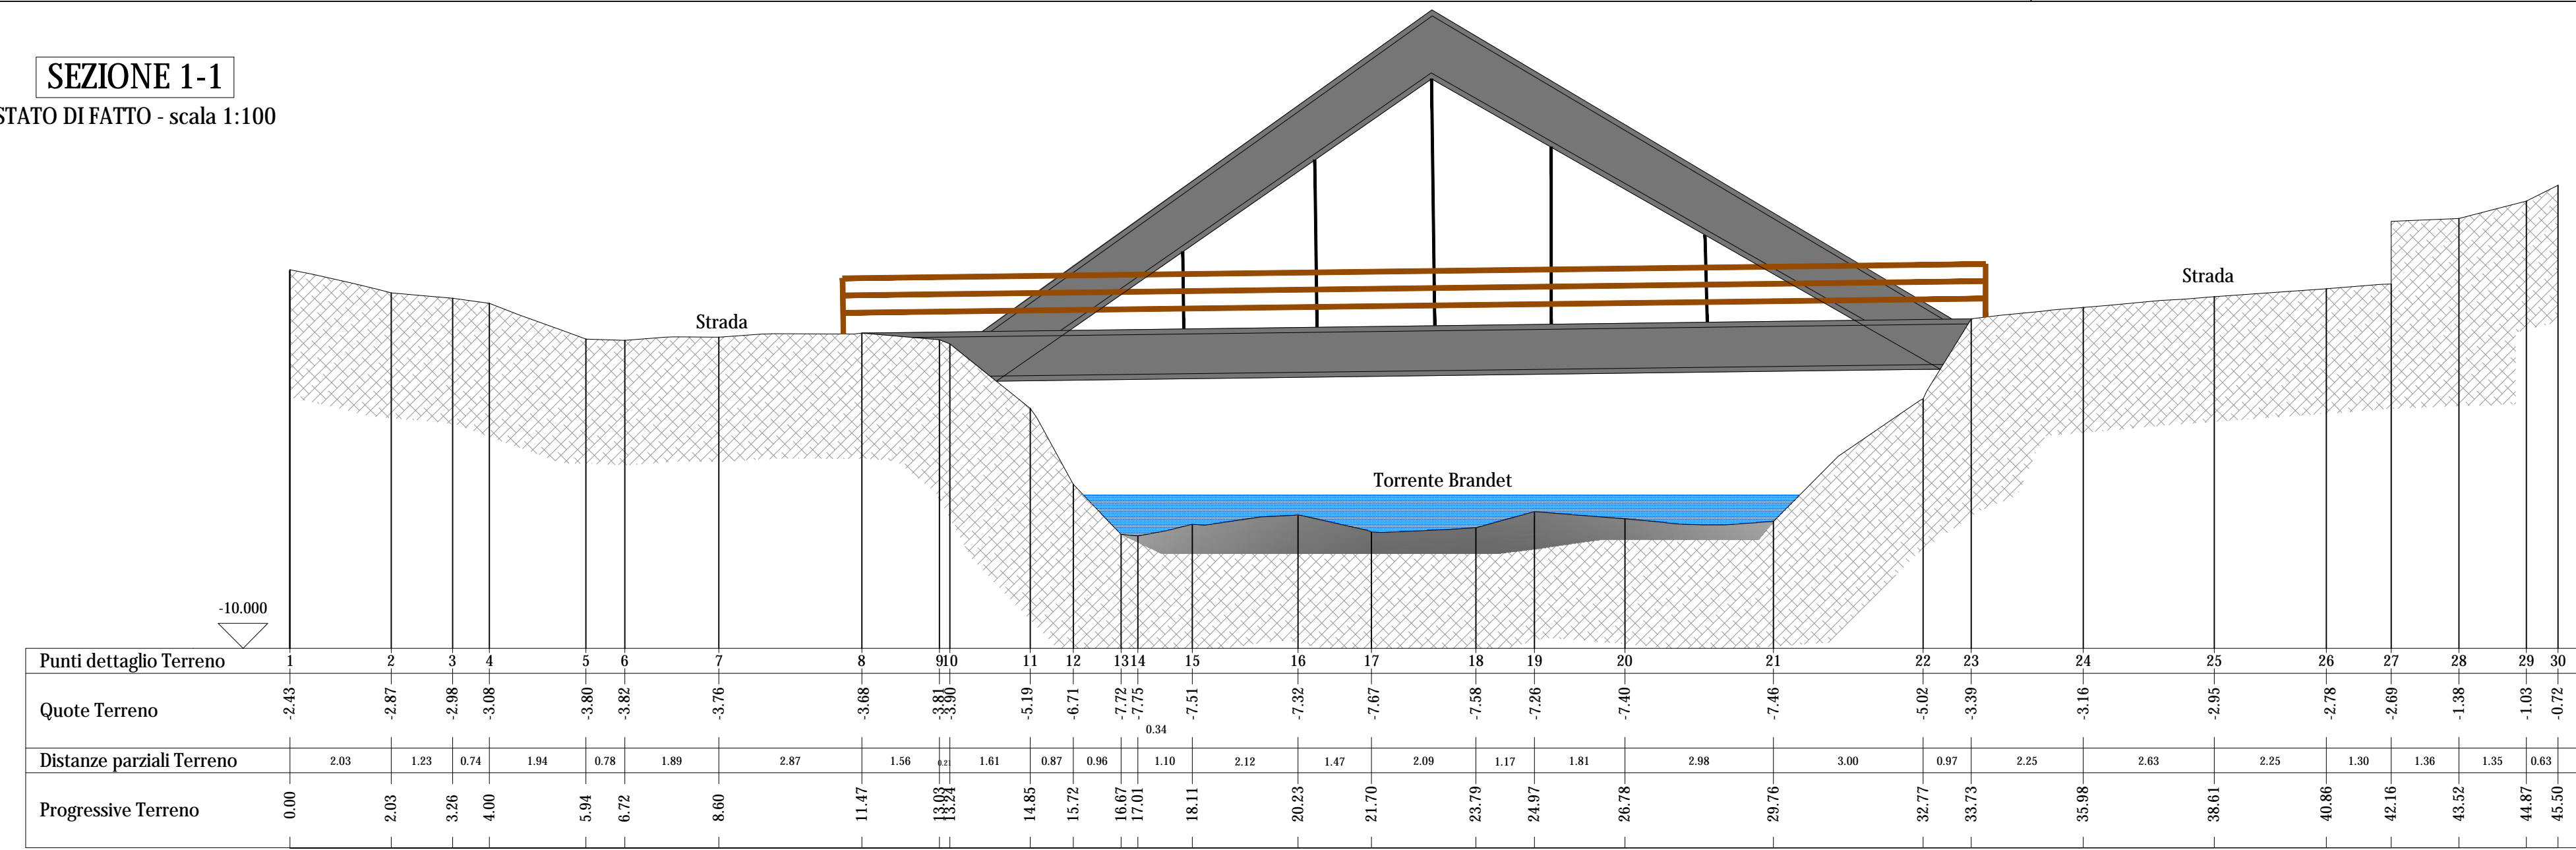 SEZIONE 1-1
STATO DI FATTO - scala 1:100
Strada
Strada
Torrente Brandet
-10.000
Punti dettaglio Terreno 1 2 3 4 5 6 7 8 9 10 11 12 13 14 15 16 17 18 19 20 21 22 23 24 25 26 27 28 29 30
Quote Terreno -2.43 -2.87 -2.98 -3.08 -3.80 -3.82 -3.76 -3.68 -3.81 -3.90 -5.19 -6.71 -7.72 -7.75 -7.51 -7.32 -7.67 -7.58 -7.26 -7.40 -7.46 -5.02 -3.39 -3.16 -2.95 -2.78 -2.69 -1.38 -1.03 -0.72
0.34
Distanze parziali Terreno 2.03 1.23 0.74 1.94 0.78 1.89 2.87 1.56 0.21 1.61 0.87 0.96 1.10 2.12 1.47 2.09 1.17 1.81 2.98 3.00 0.97 2.25 2.63 2.25 1.30 1.36 1.35 0.63
Progressive Terreno 0.00 2.03 3.26 4.00 5.94 6.72 8.60 11.47 13.03 13.24 14.85 15.72 16.67 17.01 18.11 20.23 21.70 23.79 24.97 26.78 29.76 32.77 33.73 35.98 38.61 40.86 42.16 43.52 44.87 45.50